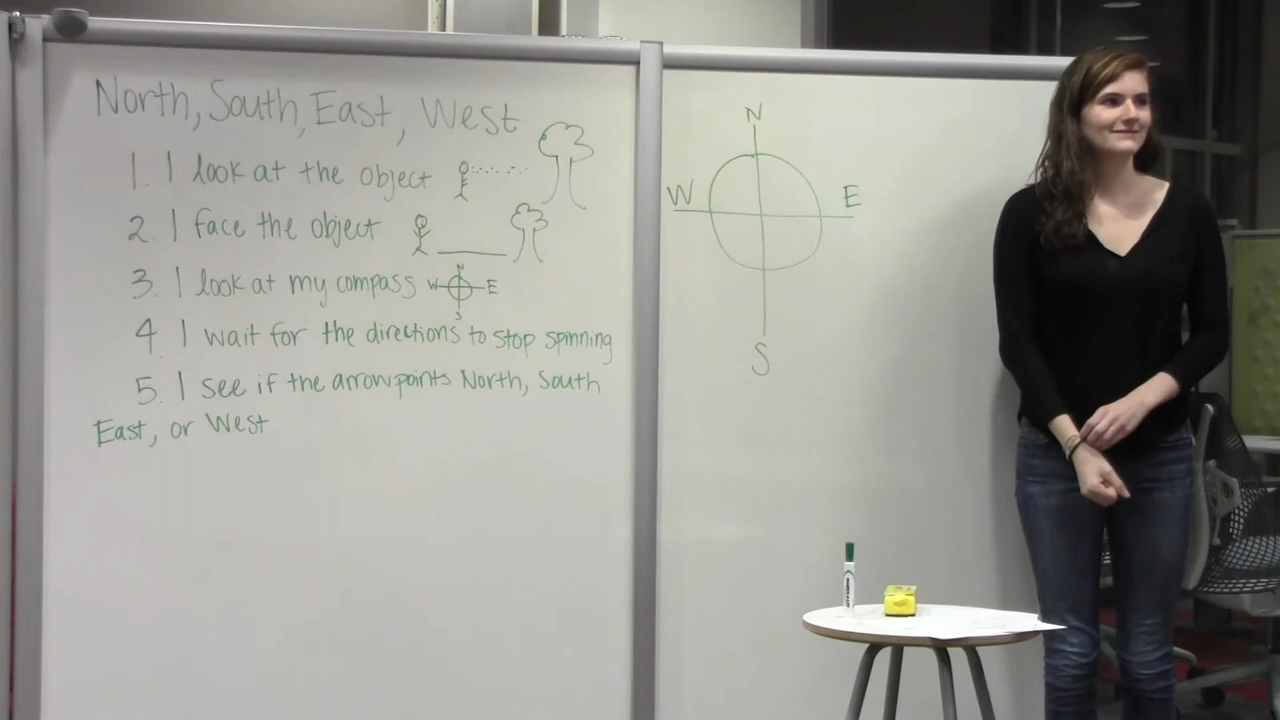 North, South, East, West
1. I look at the object
2. I face the object
3. I look at my compass
N
W E
S
4. I wait for the directions to stop spinning
5. I see if the arrow points North, South
East, or West
N
W E
S